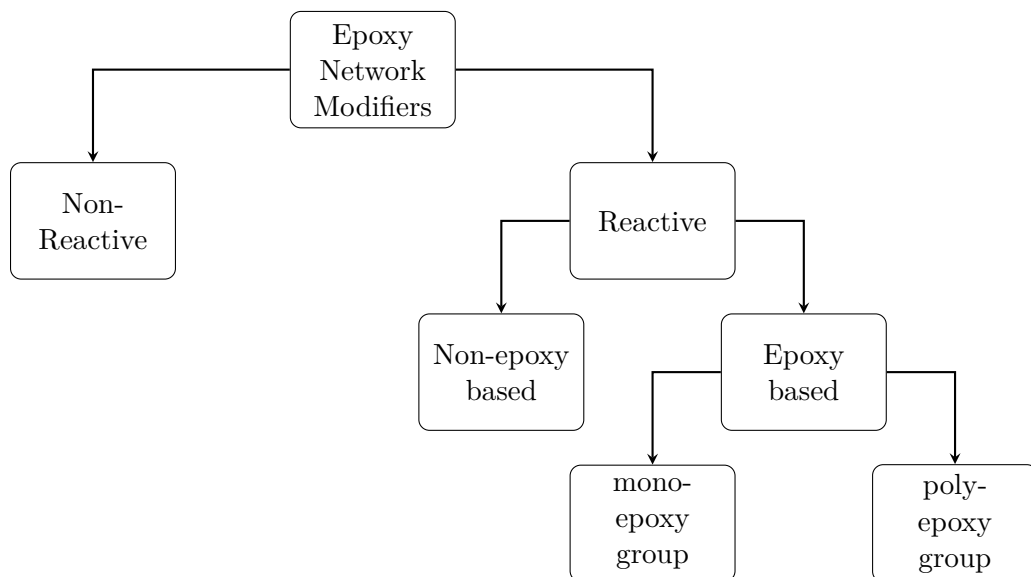 Epoxy
Network
Modifiers
Non-
Reactive
Reactive
Non-epoxy
based
Epoxy
based
mono-
epoxy
group
poly-
epoxy
group